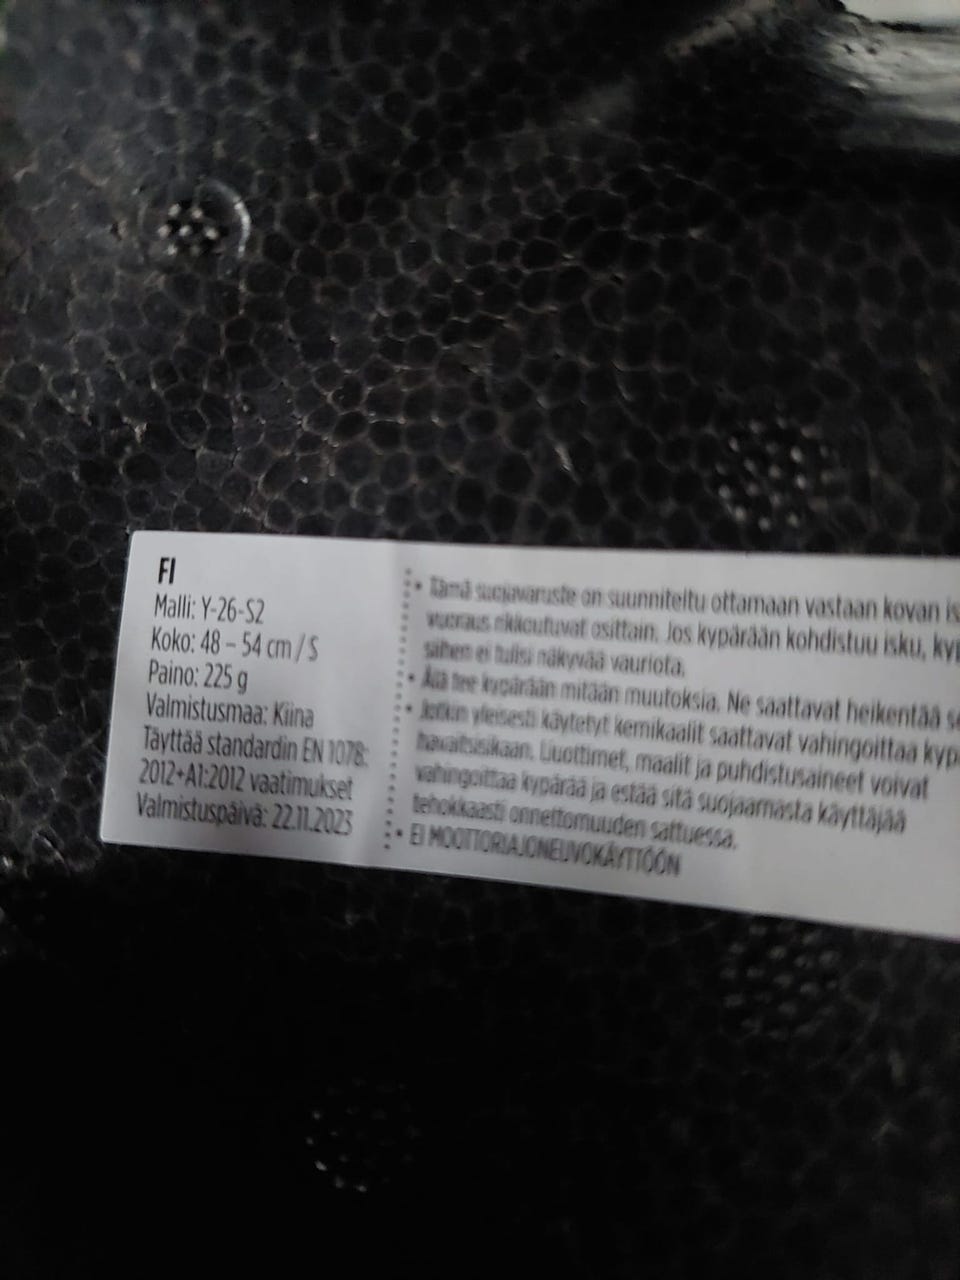 FI
Malli: Y-26-S2
Koko: 48 – 54 cm / S
Paino: 225 g
Valmistusmaa: Kiina
Täyttää standardin EN 1078:
2012+A1:2012 vaatimukset
Valmistuspäivä: 22.11.2023
• Tämä suojavaruste on suunniteltu ottamaan vastaan kovan
vuoraus rikkoutuvat osittain. Jos kypärään kohdistuu isku,
siihen ei tulisi näkyvää vauriota.
• Älä tee kypärään mitään muutoksia. Ne saattavat heikentää
• Jotkin yleisesti käytetyt kemikaalit saattavat vahingoittaa
havaitsisikaan. Liuottimet, maalit ja puhdistusaineet voivat
vahingoittaa kypärää ja estää sitä suojaamasta käyttäjää
tehokkaasti onnettomuuden sattuessa.
• EI MOOTTORIAJONEUVOKÄYTTÖÖN